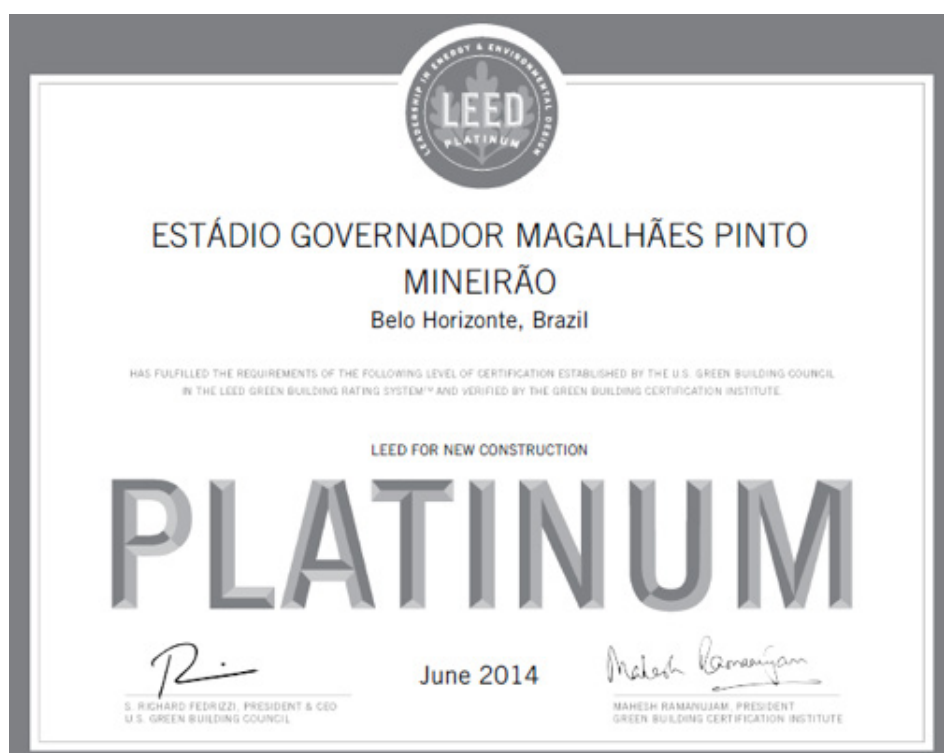 LEADERSHIP IN ENERGY & ENVIRONMENTAL DESIGN
LEED
PLATINUM
ESTÁDIO GOVERNADOR MAGALHÃES PINTO
MINEIRÃO
Belo Horizonte, Brazil
HAS FULFILLED THE REQUIREMENTS OF THE FOLLOWING LEVEL OF CERTIFICATION ESTABLISHED BY THE U.S. GREEN BUILDING COUNCIL
IN THE LEED GREEN BUILDING RATING SYSTEM™ AND VERIFIED BY THE GREEN BUILDING CERTIFICATION INSTITUTE.
LEED FOR NEW CONSTRUCTION
PLATINUM
June 2014
Mahesh Ramanujam
S. RICHARD FEDRIZZI, PRESIDENT & CEO
U.S. GREEN BUILDING COUNCIL
MAHESH RAMANUJAM, PRESIDENT
GREEN BUILDING CERTIFICATION INSTITUTE